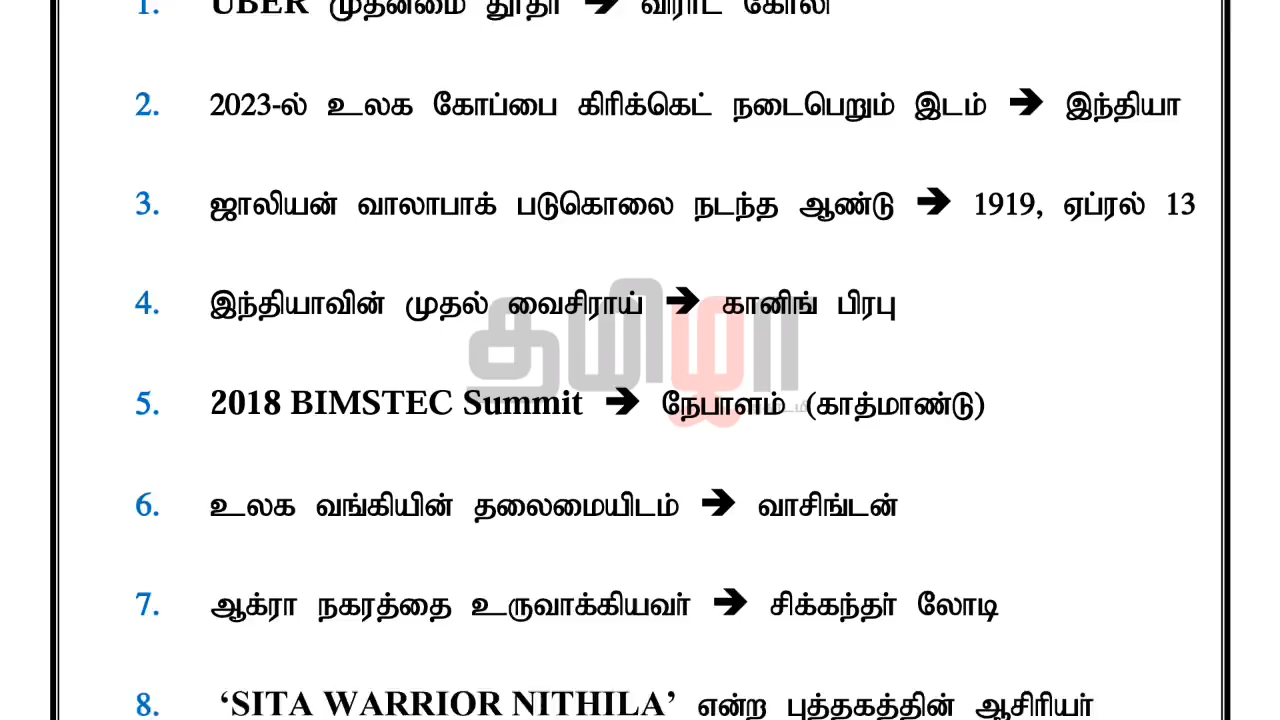 1. UBER முதன்மை தூதர் ➔ விராட் கோலி
2. 2023-ல் உலக கோப்பை கிரிக்கெட் நடைபெறும் இடம் ➔ இந்தியா
3. ஜாலியன் வாலாபாக் படுகொலை நடந்த ஆண்டு ➔ 1919, ஏப்ரல் 13
4. இந்தியாவின் முதல் வைசிராய் ➔ கானிங் பிரபு
தமிழா
5. 2018 BIMSTEC Summit ➔ நேபாளம் (காத்மாண்டு)
6. உலக வங்கியின் தலைமையிடம் ➔ வாசிங்டன்
7. ஆக்ரா நகரத்தை உருவாக்கியவர் ➔ சிக்கந்தர் லோடி
8. ‘SITA WARRIOR NITHILA’ என்ற புத்தகத்தின் ஆசிரியர்